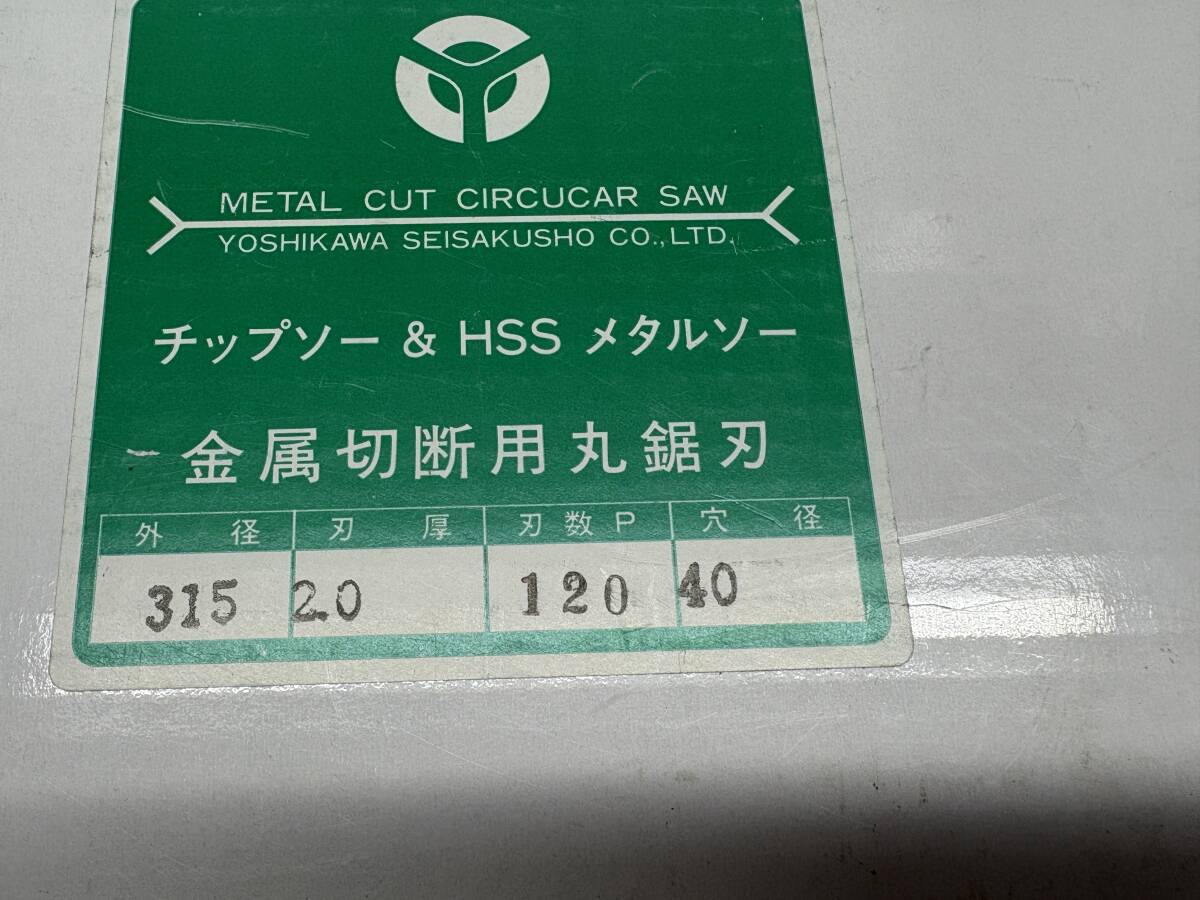 METAL CUT CIRCUCAR SAW
YOSHIKAWA SEISAKUSHO CO.,LTD.
チップソー & HSS メタルソー
金属切断用丸鋸刃
外径 刃厚 刃数P 穴径
315 2.0 120 40